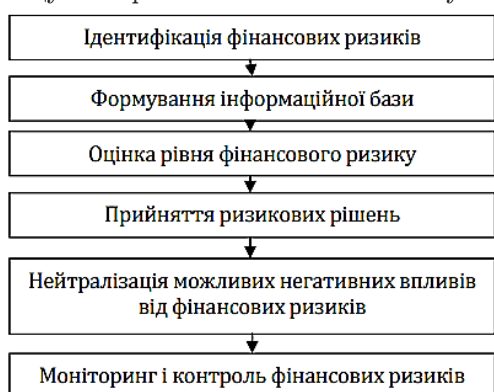 Ідентифікація фінансових ризиків
Формування інформаційної бази
Оцінка рівня фінансового ризику
Прийняття ризикових рішень
Нейтралізація можливих негативних впливів
від фінансових ризиків
Моніторинг і контроль фінансових ризиків